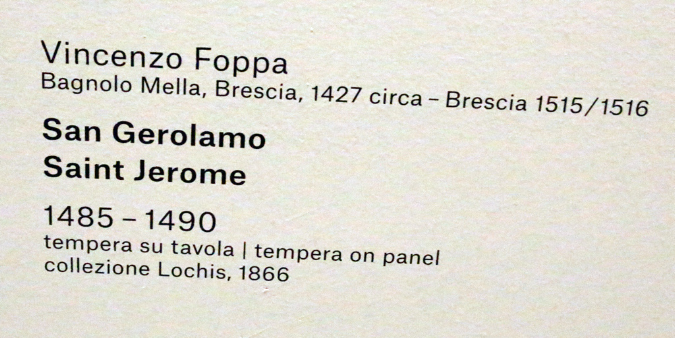 Vincenzo Foppa
Bagnolo Mella, Brescia, 1427 circa – Brescia 1515/1516
San Gerolamo
Saint Jerome
1485 – 1490
tempera su tavola | tempera on panel
collezione Lochis, 1866